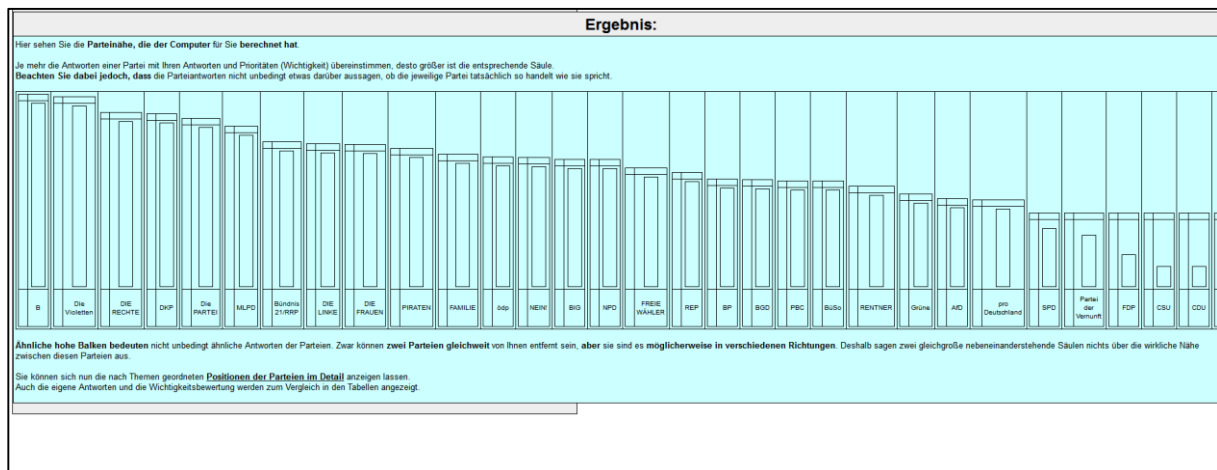 Ergebnis:
Hier sehen Sie die Parteinähe, die der Computer für Sie berechnet hat.
Je mehr die Antworten einer Partei mit Ihren Antworten und Prioritäten (Wichtigkeit) übereinstimmen, desto größer ist die entsprechende Säule.
Beachten Sie dabei jedoch, dass die Parteiantworten nicht unbedingt etwas darüber aussagen, ob die jeweilige Partei tatsächlich so handelt wie sie spricht.
B
Die
Violetten
DIE
RECHTE
DKP
Die
PARTEI
MLPD
Bündnis
21/RRP
DIE
LINKE
DIE
FRAUEN
PIRATEN
FAMILIE
ödp
NEIN!
BIG
NPD
FREIE
WÄHLER
REP
BP
BGD
PBC
BüSo
RENTNER
Grüne
AfD
pro
Deutschland
SPD
Partei
der
Vernunft
FDP
CSU
CDU
Ähnliche hohe Balken bedeuten nicht unbedingt ähnliche Antworten der Parteien. Zwar können zwei Parteien gleichweit von Ihnen entfernt sein, aber sie sind es möglicherweise in verschiedenen Richtungen. Deshalb sagen zwei gleichgroße nebeneinanderstehende Säulen nichts über die wirkliche Nähe
zwischen diesen Parteien aus.
Sie können sich nun die nach Themen geordneten Positionen der Parteien im Detail anzeigen lassen.
Auch die eigene Antworten und die Wichtigkeitsbewertung werden zum Vergleich in den Tabellen angezeigt.